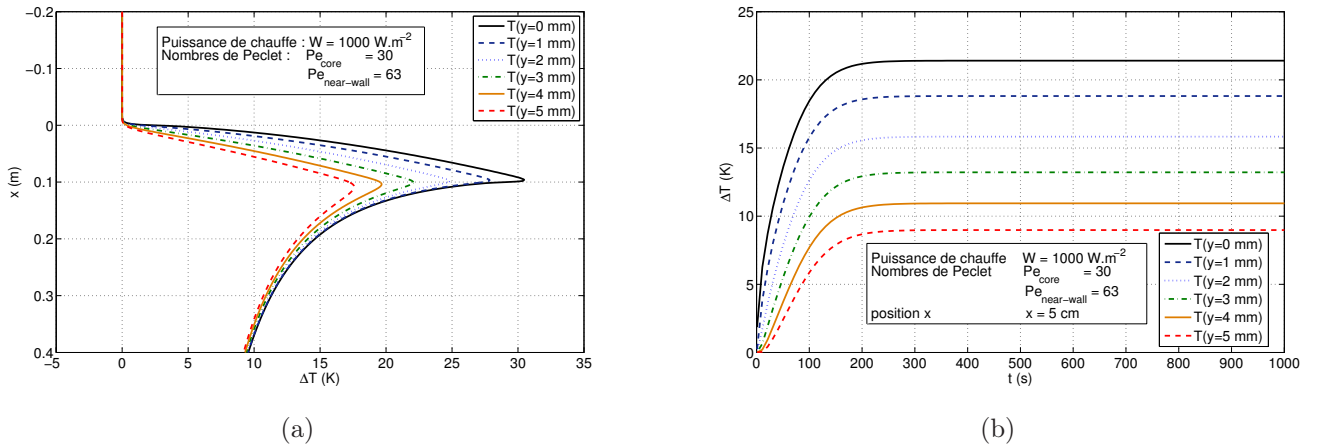 -0.2
-0.1
0
0.1
0.2
0.3
0.4
x (m)
-5 0 5 10 15 20 25 30 35
ΔT (K)
Puissance de chauffe : W = 1000 W.m⁻²
Nombres de Peclet : Pe_core = 30
Pe_near−wall = 63
T(y=0 mm)
T(y=1 mm)
T(y=2 mm)
T(y=3 mm)
T(y=4 mm)
T(y=5 mm)
(a)
25
20
15
10
5
0
ΔT (K)
0 100 200 300 400 500 600 700 800 900 1000
t (s)
Puissance de chauffe W = 1000 W.m⁻²
Nombres de Peclet Pe_core = 30
Pe_near−wall = 63
position x x = 5 cm
T(y=0 mm)
T(y=1 mm)
T(y=2 mm)
T(y=3 mm)
T(y=4 mm)
T(y=5 mm)
(b)